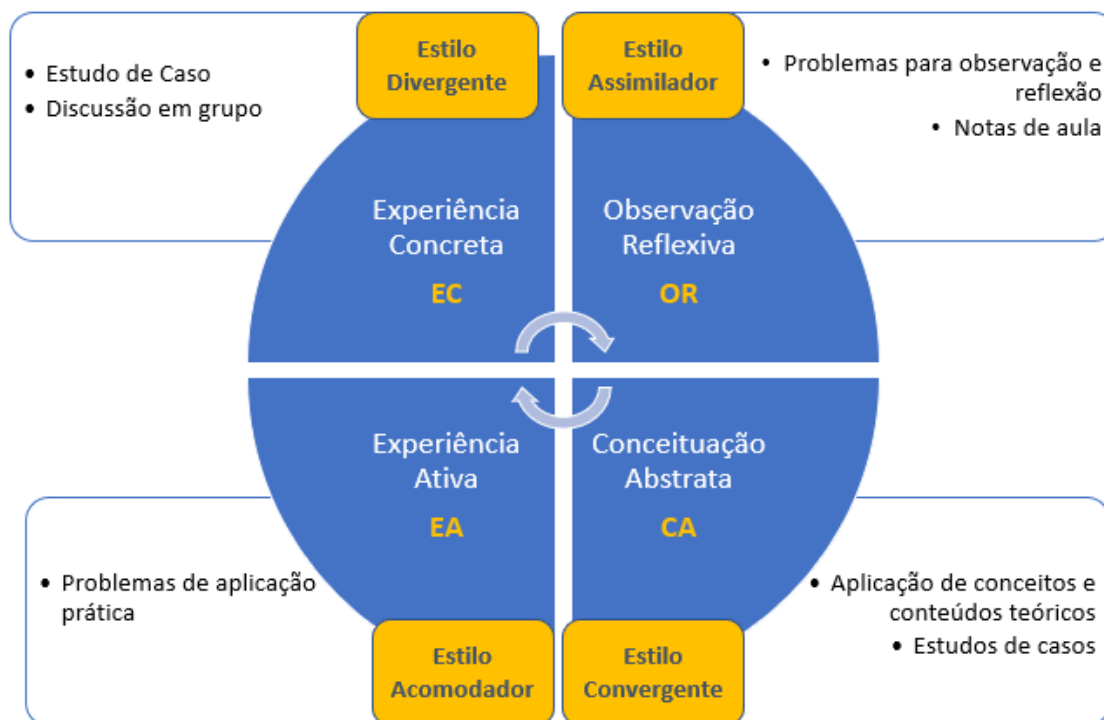 Estilo
Divergente
Estilo
Assimilador
• Estudo de Caso
• Discussão em grupo
• Problemas para observação e
reflexão
• Notas de aula
Experiência
Concreta
EC
Observação
Reflexiva
OR
Experiência
Ativa
EA
Conceituação
Abstrata
CA
• Problemas de aplicação
prática
• Aplicação de conceitos e
conteúdos teóricos
• Estudos de casos
Estilo
Acomodador
Estilo
Convergente